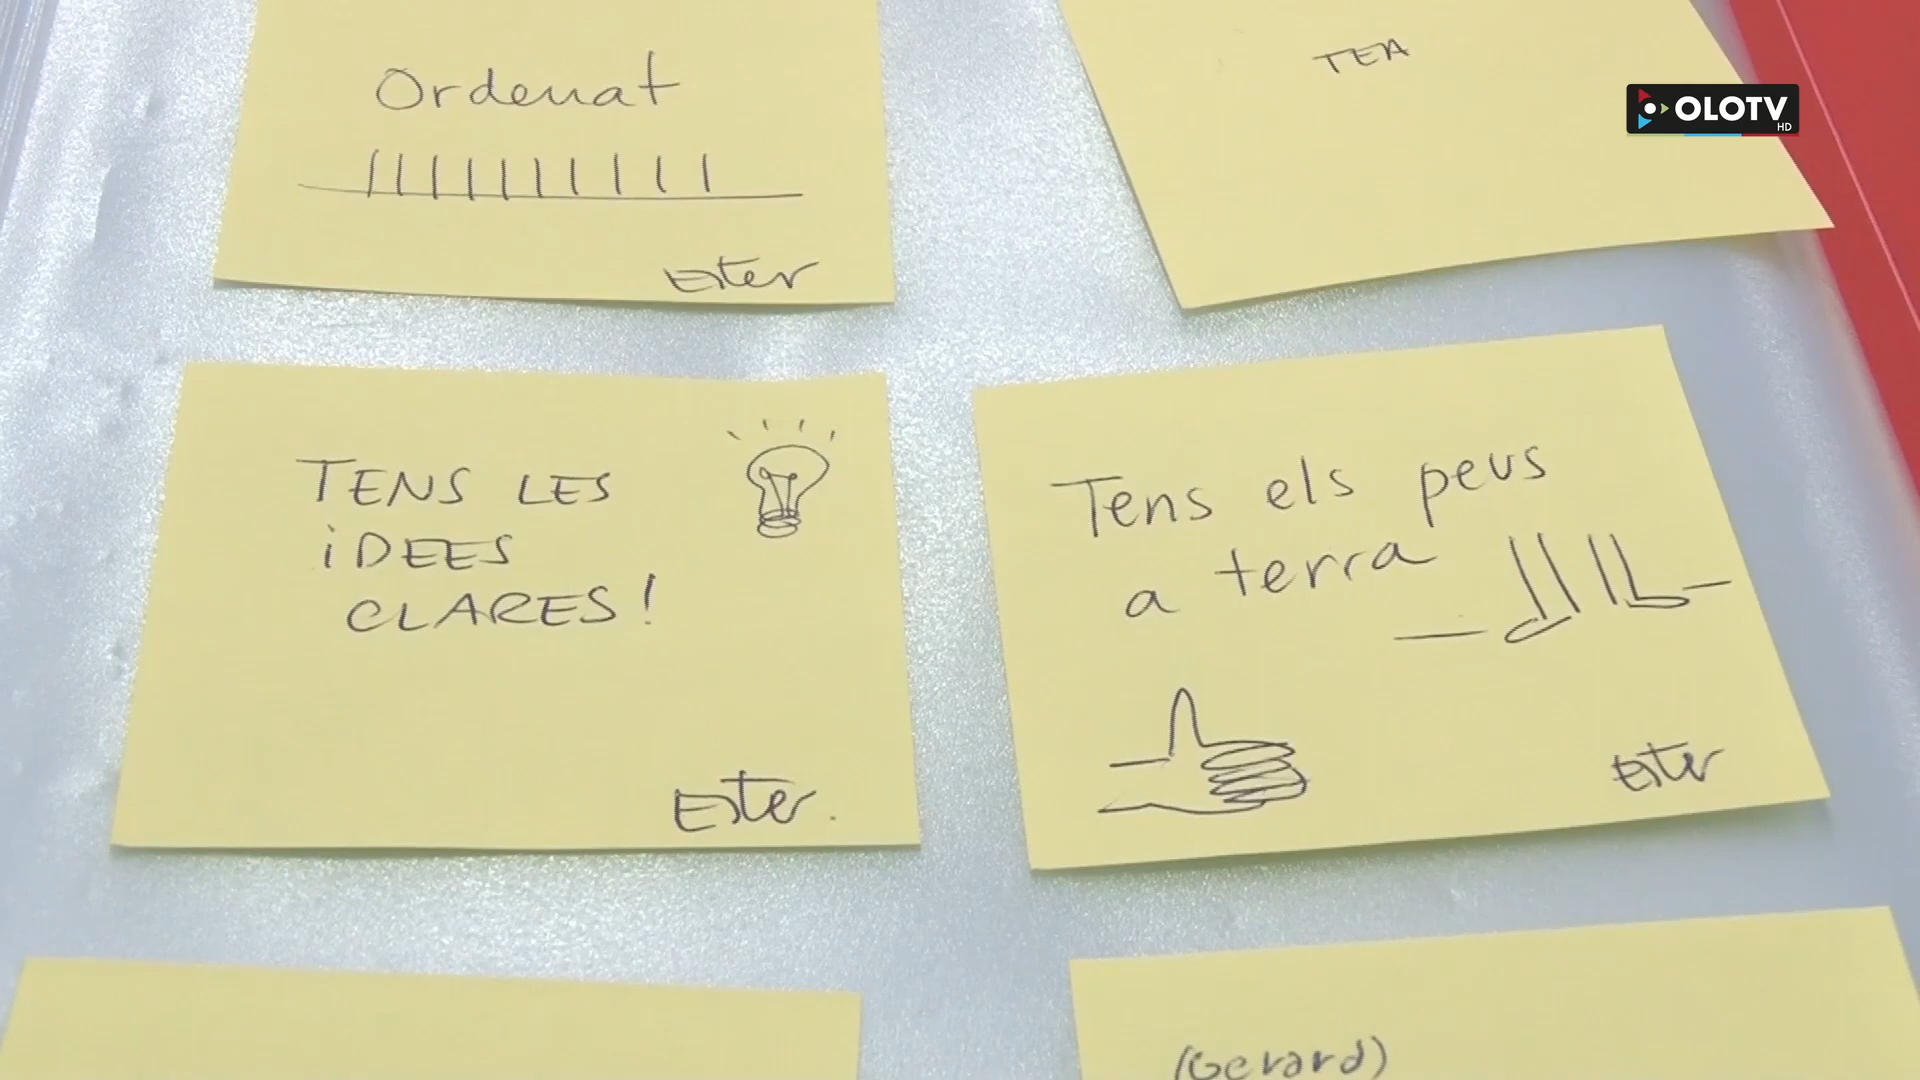 Ordenat
Ester
TEA
OLOTV
HD
TENS LES
iDEES
CLARES!
Ester.
Tens els peus
a terra
Ester
(Gerard)